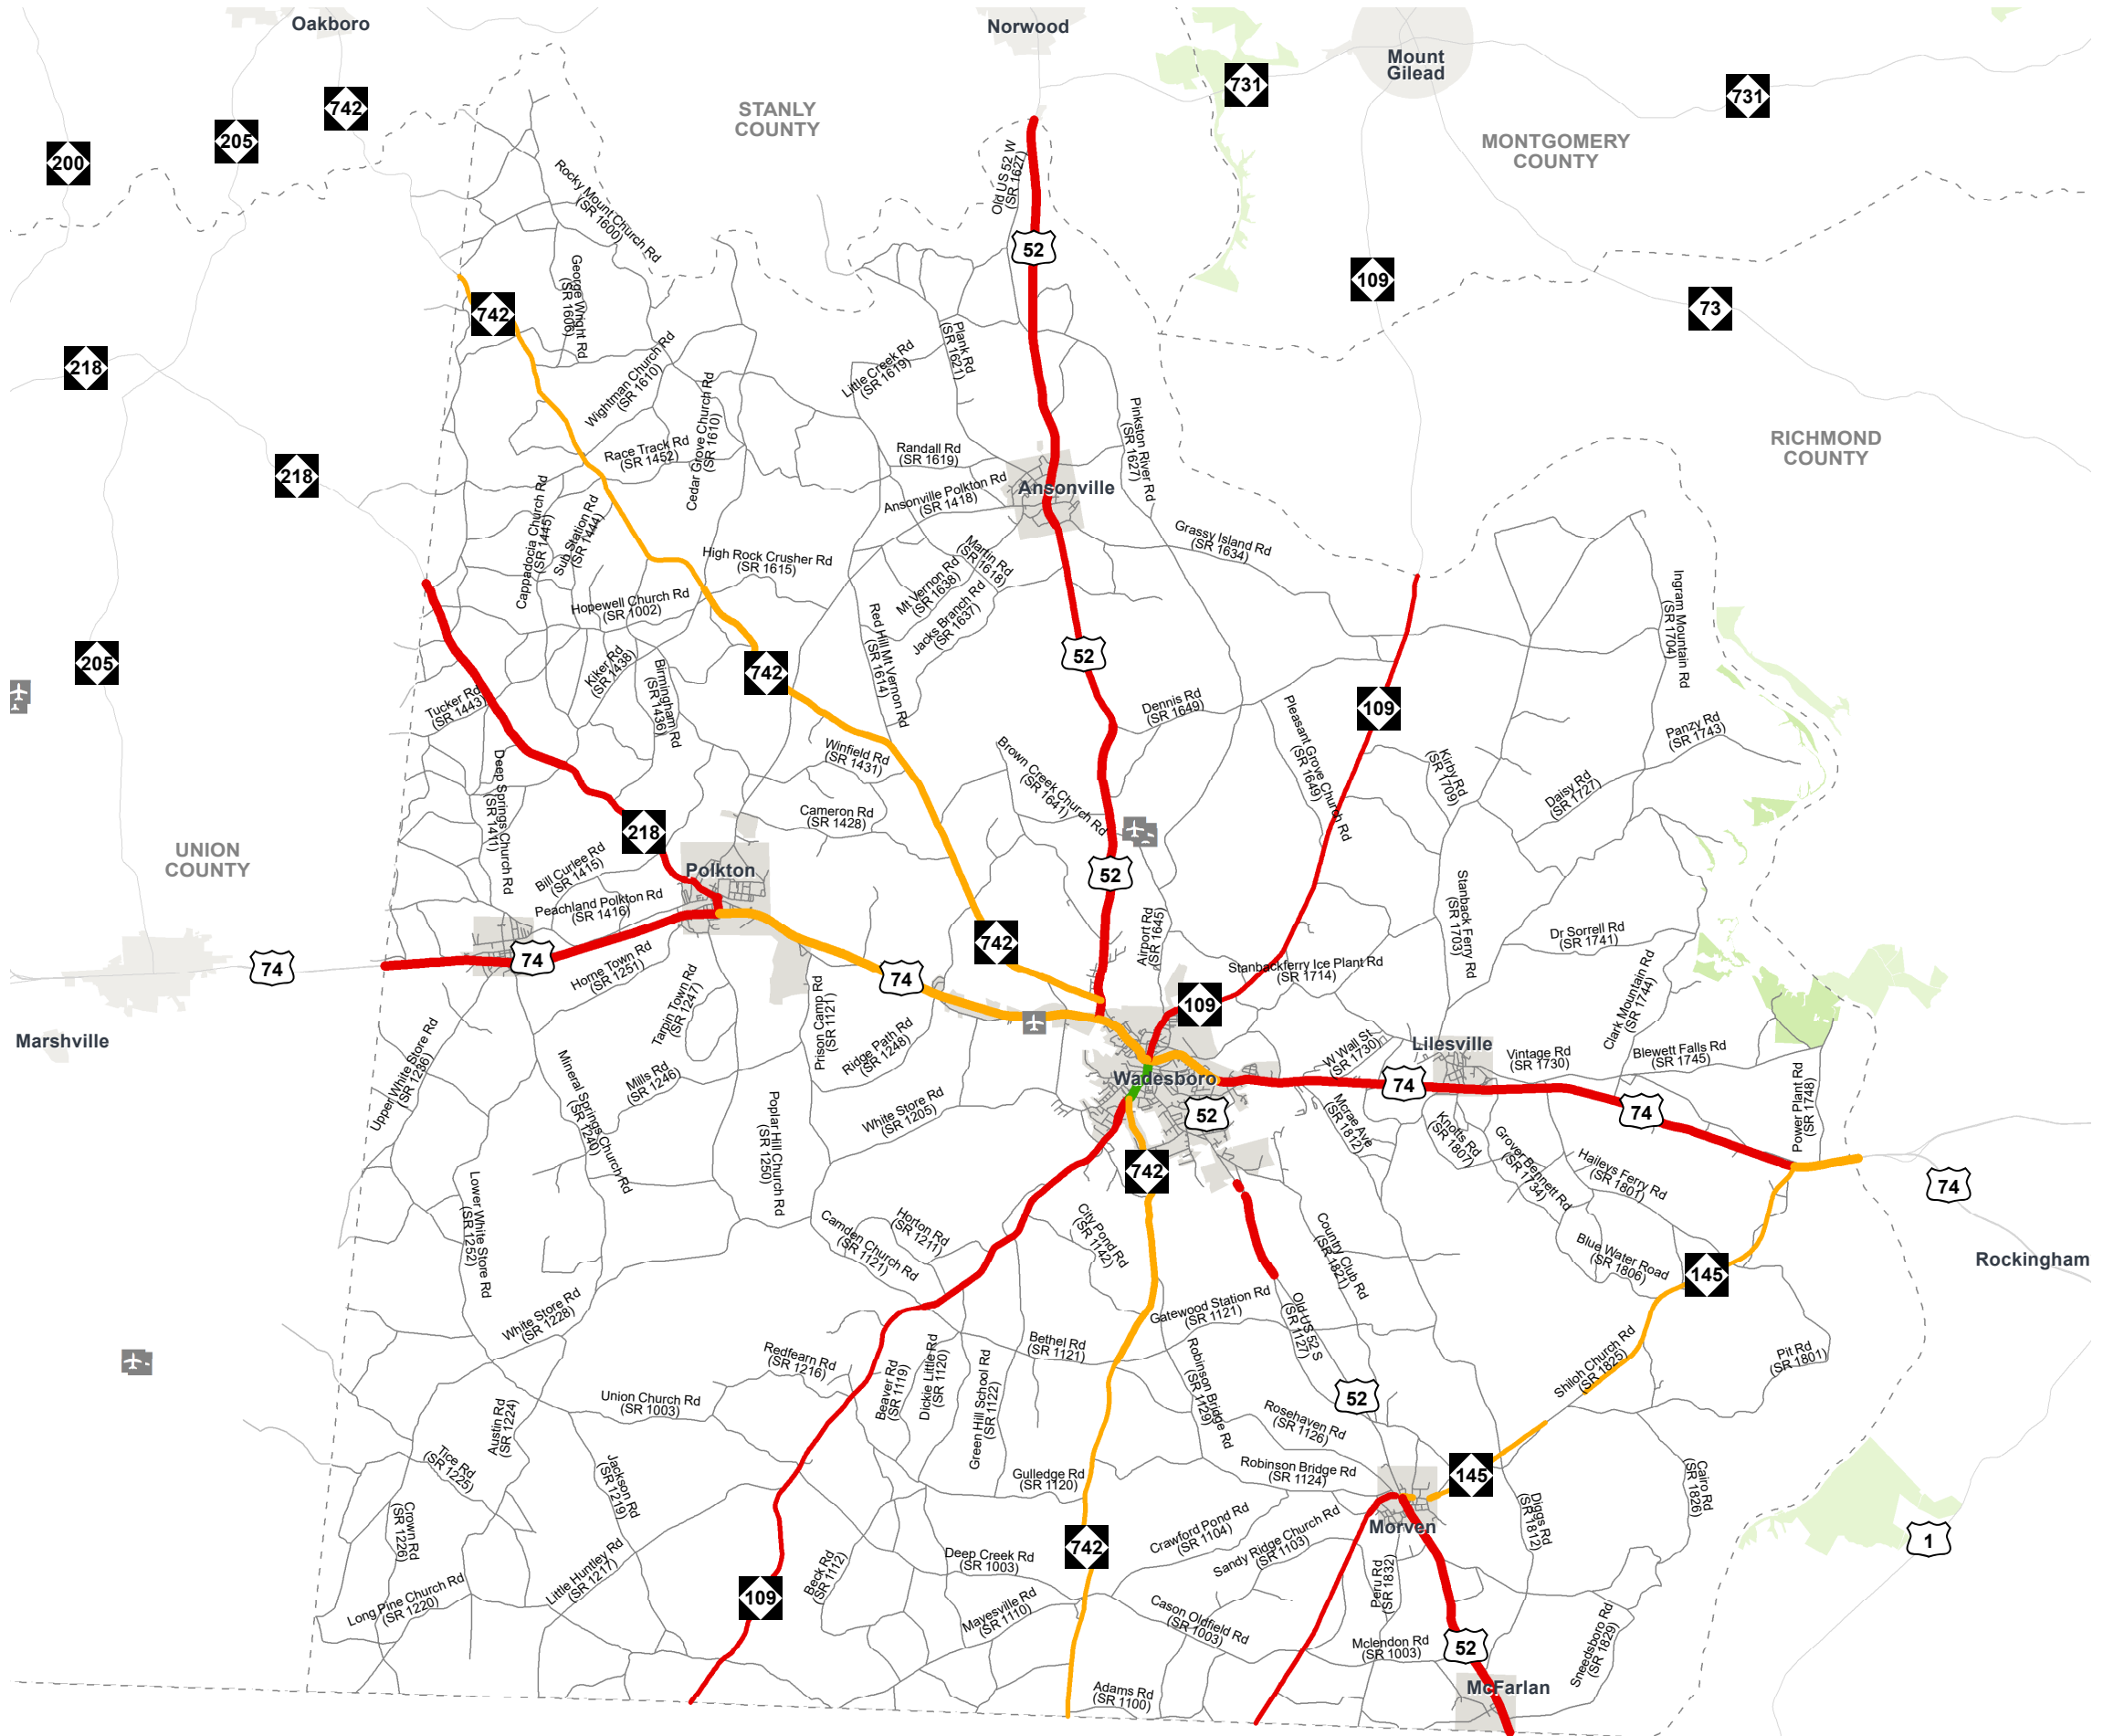 Oakboro
Norwood
Mount
Gilead
742
731
731
STANLY
COUNTY
205
200
MONTGOMERY
COUNTY
Old US 52 W
(SR 1627)
Rocky Mount Church Rd
(SR 1600)
52
George Wright Rd
(SR 1606)
109
73
742
218
Wightman Church Rd
(SR 1610)
Little Creek Rd
(SR 1619)
Plank Rd
(SR 1621)
Cedar Grove Church Rd
(SR 1610)
Pinkston River Rd
(SR 1627)
RICHMOND
COUNTY
Race Track Rd
(SR 1452)
Randall Rd
(SR 1619)
218
Ansonville Polkton Rd
(SR 1418)
Ansonville
Cappadocia Church Rd
(SR 1445)
Sub Station Rd
(SR 1444)
Grassy Island Rd
(SR 1634)
High Rock Crusher Rd
(SR 1615)
Martin Rd
(SR 1618)
Mt Vernon Rd
(SR 1638)
Jacks Branch Rd
(SR 1637)
Hopewell Church Rd
(SR 1002)
Ingram Mountain Rd
(SR 1704)
Red Hill Mt Vernon Rd
(SR 1614)
205
52
742
Kiker Rd
(SR 1438)
Birmingham Rd
(SR 1436)
Tucker Rd
(SR 1443)
Dennis Rd
(SR 1649)
109
Pleasant Grove Church Rd
(SR 1649)
Panzy Rd
(SR 1743)
Winfield Rd
(SR 1431)
Brown Creek Church Rd
(SR 1641)
Kirby Rd
(SR 1709)
Daisy Rd
(SR 1727)
Deep Springs Church Rd
(SR 1411)
Cameron Rd
(SR 1428)
218
UNION
COUNTY
Bill Curlee Rd
(SR 1415)
Polkton
52
Peachland Polkton Rd
(SR 1416)
Stanback Ferry Rd
(SR 1703)
Airport Rd
(SR 1645)
742
Dr Sorrell Rd
(SR 1741)
74
74
Home Town Rd
(SR 1251)
74
Stanbackferry Ice Plant Rd
(SR 1714)
Clark Mountain Rd
(SR 1744)
Tarpin Town Rd
(SR 1247)
Prison Camp Rd
(SR 1121)
109
Marshville
Ridge Path Rd
(SR 1248)
W Wall St
(SR 1730)
Lilesville
Vintage Rd
(SR 1730)
Blewett Falls Rd
(SR 1745)
Upper White Store Rd
(SR 1236)
Mineral Springs Church Rd
(SR 1240)
Mills Rd
(SR 1246)
Wadesboro
74
Power Plant Rd
(SR 1748)
74
52
White Store Rd
(SR 1205)
Poplar Hill Church Rd
(SR 1250)
Mcrae Ave
(SR 1812)
Knotts Rd
(SR 1807)
Grover Bennett Rd
(SR 1734)
Haileys Ferry Rd
(SR 1801)
742
74
Lower White Store Rd
(SR 1252)
Camden Church Rd
(SR 1121)
Horton Rd
(SR 1211)
City Pond Rd
(SR 1142)
Country Club Rd
(SR 1821)
Blue Water Road
(SR 1806)
145
Rockingham
White Store Rd
(SR 1228)
Gatewood Station Rd
(SR 1121)
Old US 52 S
(SR 1127)
Redfearn Rd
(SR 1216)
Bethel Rd
(SR 1121)
Beaver Rd
(SR 1119)
Dickie Little Rd
(SR 1120)
Green Hill School Rd
(SR 1122)
Robinson Bridge Rd
(SR 1129)
Shiloh Church Rd
(SR 1825)
Pit Rd
(SR 1801)
52
Union Church Rd
(SR 1003)
Austin Rd
(SR 1224)
Rosehaven Rd
(SR 1126)
Tice Rd
(SR 1225)
Jackson Rd
(SR 1219)
Gulledge Rd
(SR 1120)
Robinson Bridge Rd
(SR 1124)
145
Cairo Rd
(SR 1826)
Crown Rd
(SR 1226)
Crawford Pond Rd
(SR 1104)
Sandy Ridge Church Rd
(SR 1103)
Morven
Diggs Rd
(SR 1812)
1
742
Little Huntley Rd
(SR 1217)
Beck Rd
(SR 1112)
Deep Creek Rd
(SR 1003)
Peru Rd
(SR 1832)
109
Long Pine Church Rd
(SR 1220)
Mayesville Rd
(SR 1110)
Cason Oldfield Rd
(SR 1003)
Mclendon Rd
(SR 1003)
52
Sneedsboro Rd
(SR 1829)
Adams Rd
(SR 1100)
McFarlan